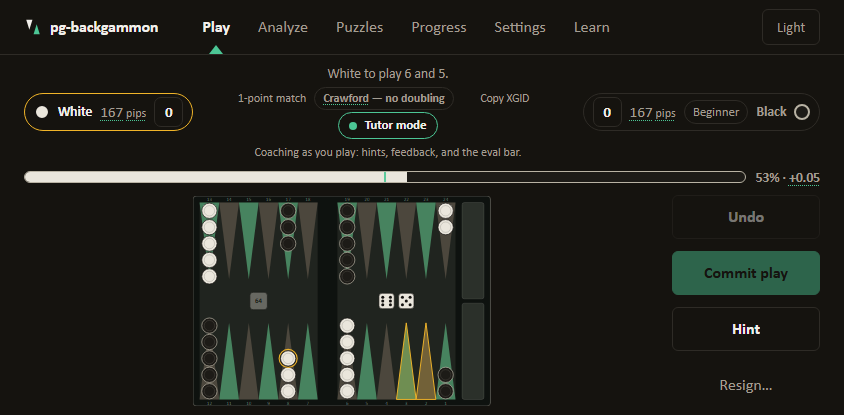 pg-backgammon
Play
Analyze
Puzzles
Progress
Settings
Learn
Light
White to play 6 and 5.
White
167 pips
0
1-point match
Crawford — no doubling
Copy XGID
Tutor mode
0
167 pips
Beginner
Black
Coaching as you play: hints, feedback, and the eval bar.
53% · +0.05
Undo
Commit play
Hint
Resign...
64